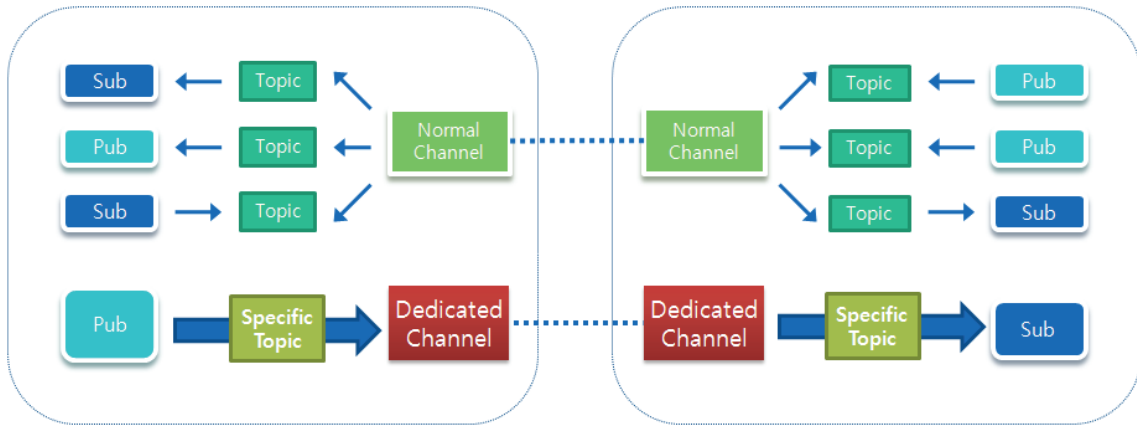 Sub
Topic
Topic
Pub
Normal
Channel
Normal
Channel
Pub
Topic
Topic
Pub
Sub
Topic
Topic
Sub
Pub
Specific
Topic
Dedicated
Channel
Dedicated
Channel
Specific
Topic
Sub